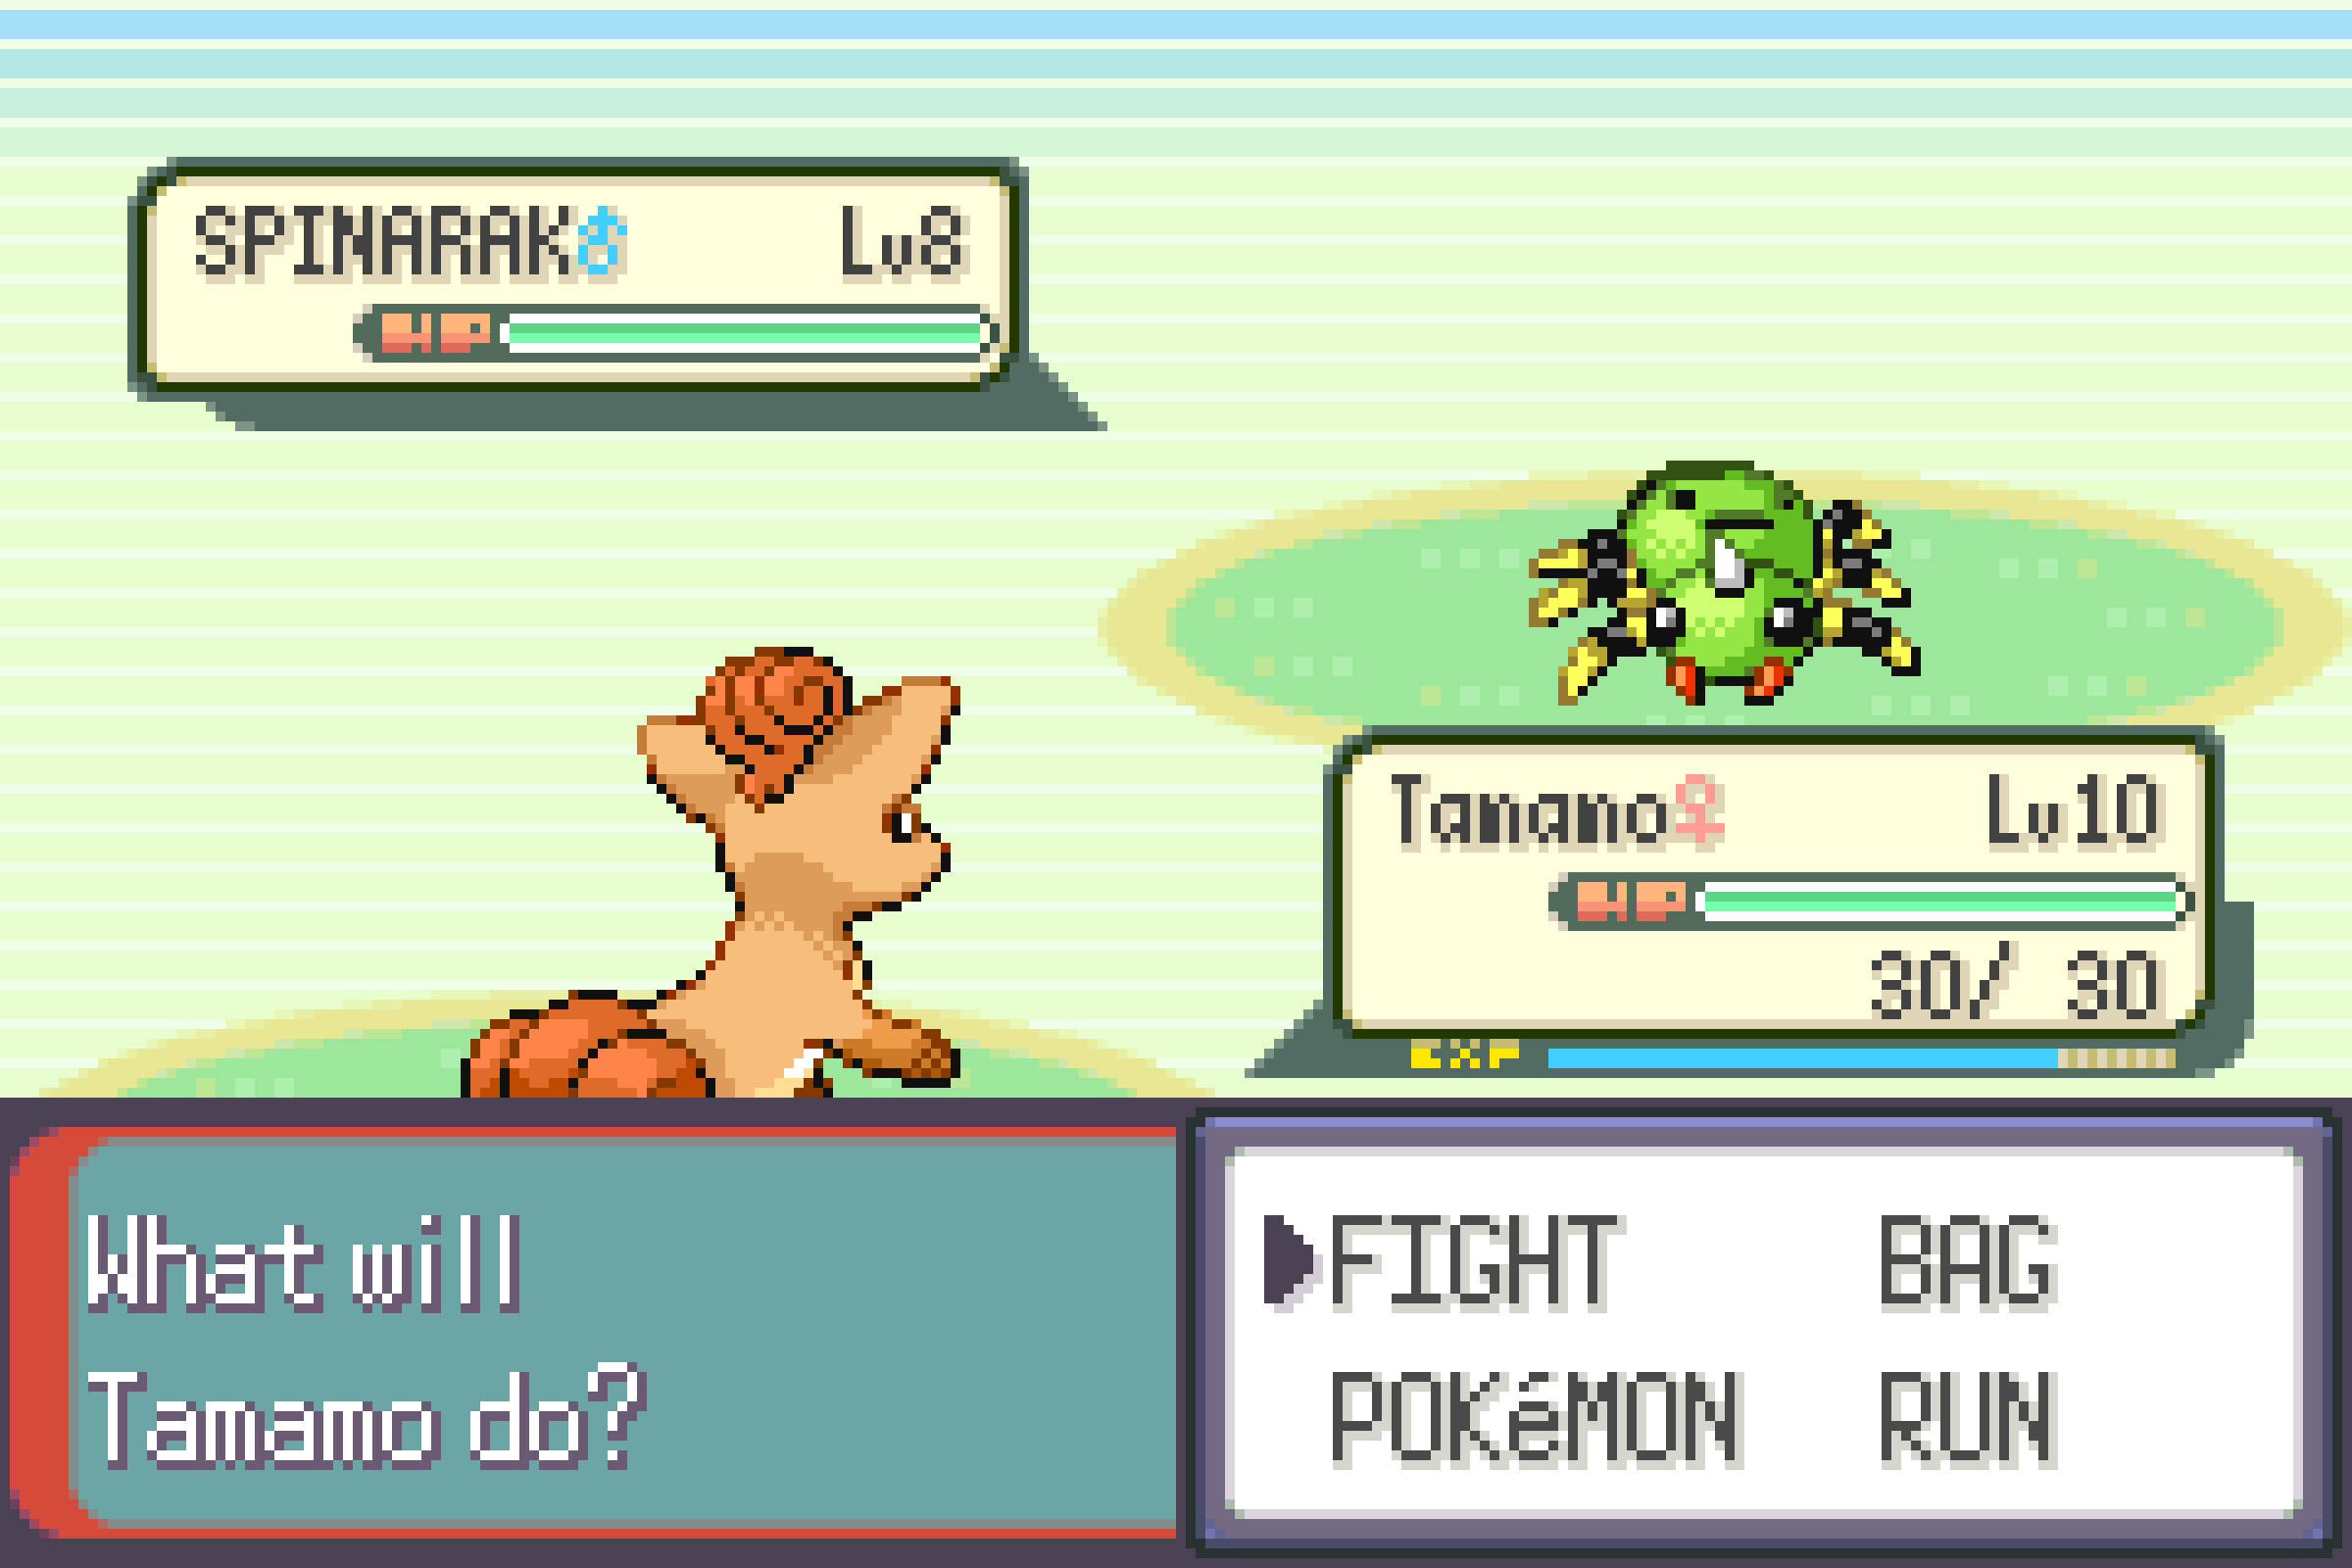 SPINARAK♂ Lv8
HP
Tamamo♀ Lv10
HP
30/ 30
EXP
What will
Tamamo do?
FIGHT BAG
POKéMON RUN